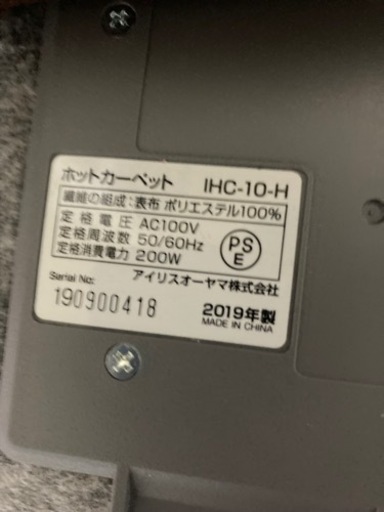 ホットカーペット IHC-10-H
繊維の組成:表布 ポリエステル100%
定格電圧 AC100V
定格周波数 50/60Hz
定格消費電力 200W
PS
E
アイリスオーヤマ株式会社
Serial No:
190900418
2019年製
MADE IN CHINA